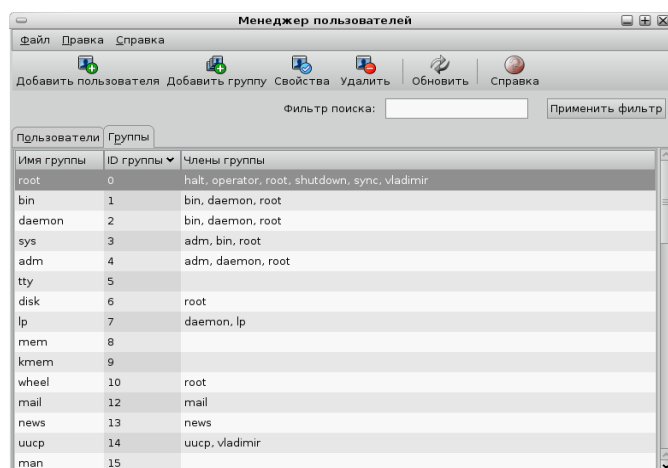 Менеджер пользователей
Файл Правка Справка
Добавить пользователя Добавить группу Свойства Удалить Обновить Справка
Фильтр поиска: Применить фильтр
Пользователи Группы
Имя группы ID группы Члены группы
root 0 halt, operator, root, shutdown, sync, vladimir
bin 1 bin, daemon, root
daemon 2 bin, daemon, root
sys 3 adm, bin, root
adm 4 adm, daemon, root
tty 5
disk 6 root
lp 7 daemon, lp
mem 8
kmem 9
wheel 10 root
mail 12 mail
news 13 news
uucp 14 uucp, vladimir
man 15